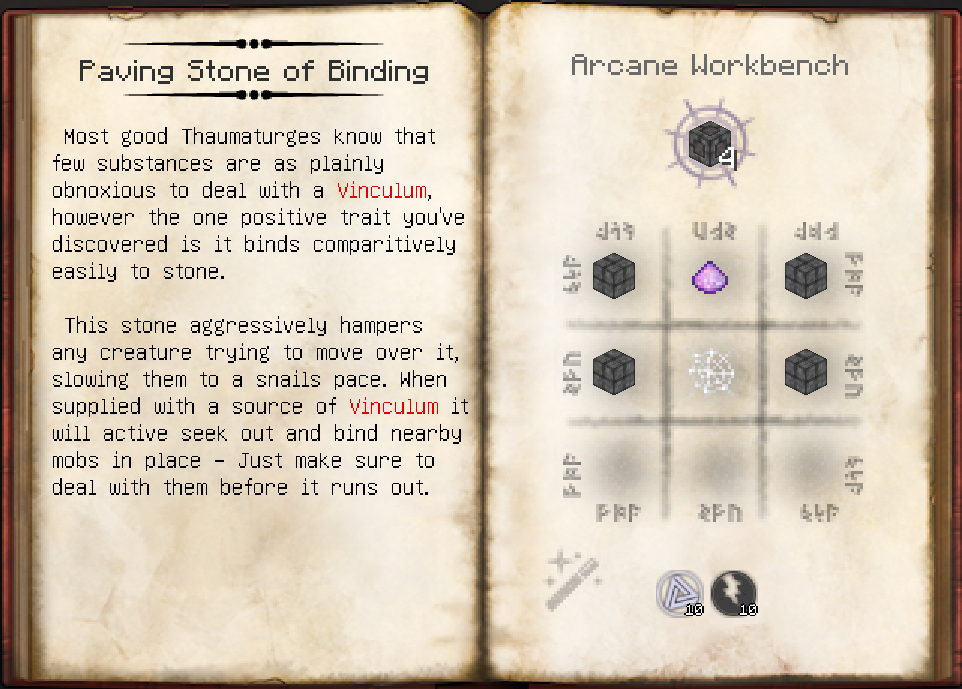 Paving Stone of Binding
Most good Thaumaturges know that
few substances are as plainly
obnoxious to deal with a Vinculum,
however the one positive trait you've
discovered is it binds comparitively
easily to stone.
This stone aggressively hampers
any creature trying to move over it,
slowing them to a snails pace. When
supplied with a source of Vinculum it
will active seek out and bind nearby
mobs in place - Just make sure to
deal with them before it runs out.
Arcane Workbench
4
10
10